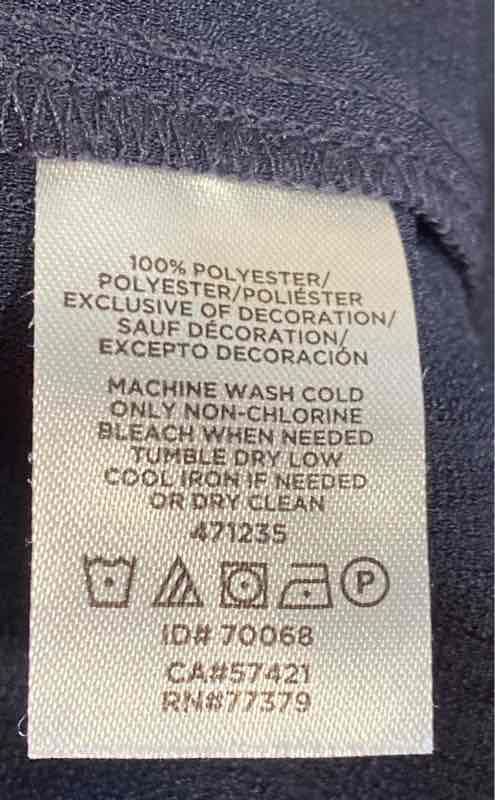 100% POLYESTER/
POLYESTER/POLIÉSTER
EXCLUSIVE OF DECORATION/
SAUF DÉCORATION/
EXCEPTO DECORACIÓN
MACHINE WASH COLD
ONLY NON-CHLORINE
BLEACH WHEN NEEDED
TUMBLE DRY LOW
COOL IRON IF NEEDED
OR DRY CLEAN
471235
P
ID# 70068
CA#57421
RN#77379